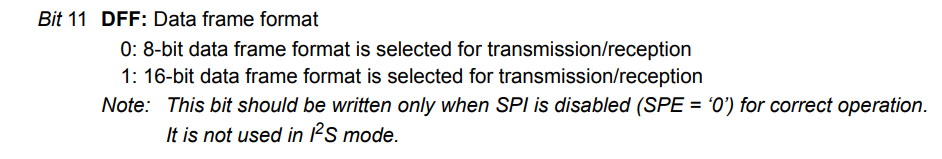 Bit 11 DFF: Data frame format
0: 8-bit data frame format is selected for transmission/reception
1: 16-bit data frame format is selected for transmission/reception
Note: This bit should be written only when SPI is disabled (SPE = ‘0’) for correct operation.
It is not used in I²S mode.